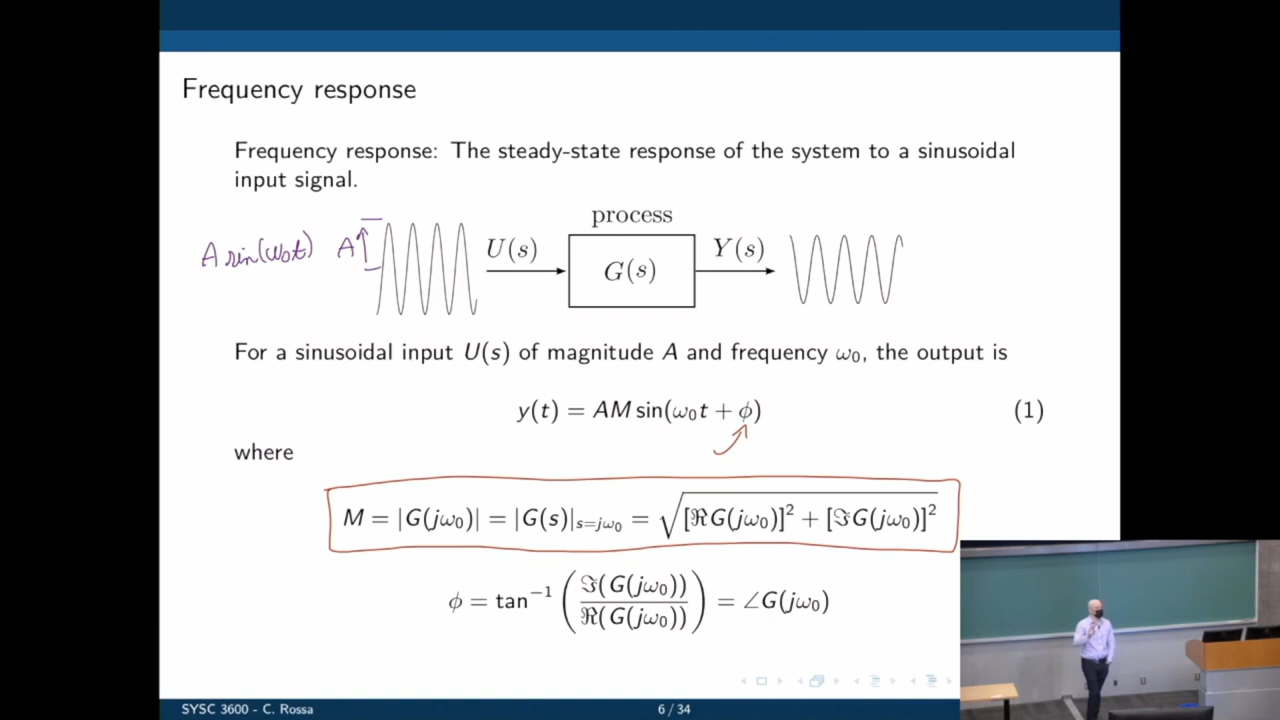 Frequency response
Frequency response: The steady-state response of the system to a sinusoidal
input signal.
process
A sin(ω₀t) A U(s) G(s) Y(s)
For a sinusoidal input U(s) of magnitude A and frequency ω₀, the output is
y(t) = AM sin(ω₀t + ϕ) (1)
where
M = |G(jω₀)| = |G(s)|ₛ₌ⱼω₀ = √([ℜG(jω₀)]² + [ℑG(jω₀)]²)
ϕ = tan⁻¹ (ℑ(G(jω₀)) / ℜ(G(jω₀))) = ∠G(jω₀)
SYSC 3600 - C. Rossa 6 / 34